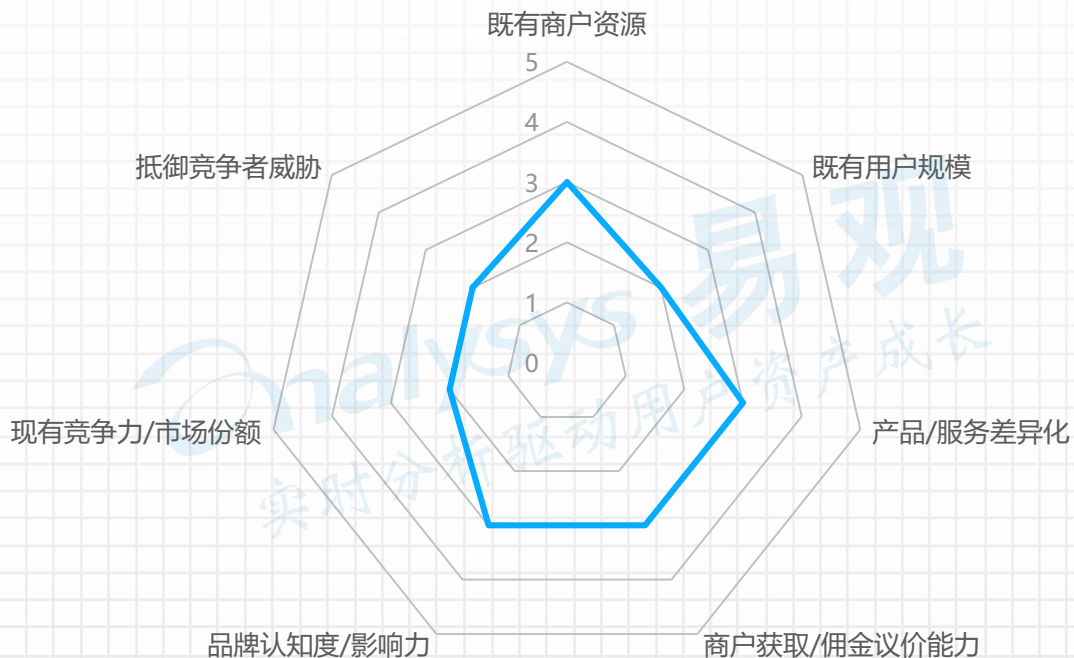 既有商户资源
5
4
3
2
1
0
抵御竞争者威胁
既有用户规模
易观
analysys
实时分析驱动用户资产成长
现有竞争力/市场份额
产品/服务差异化
品牌认知度/影响力
商户获取/佣金议价能力